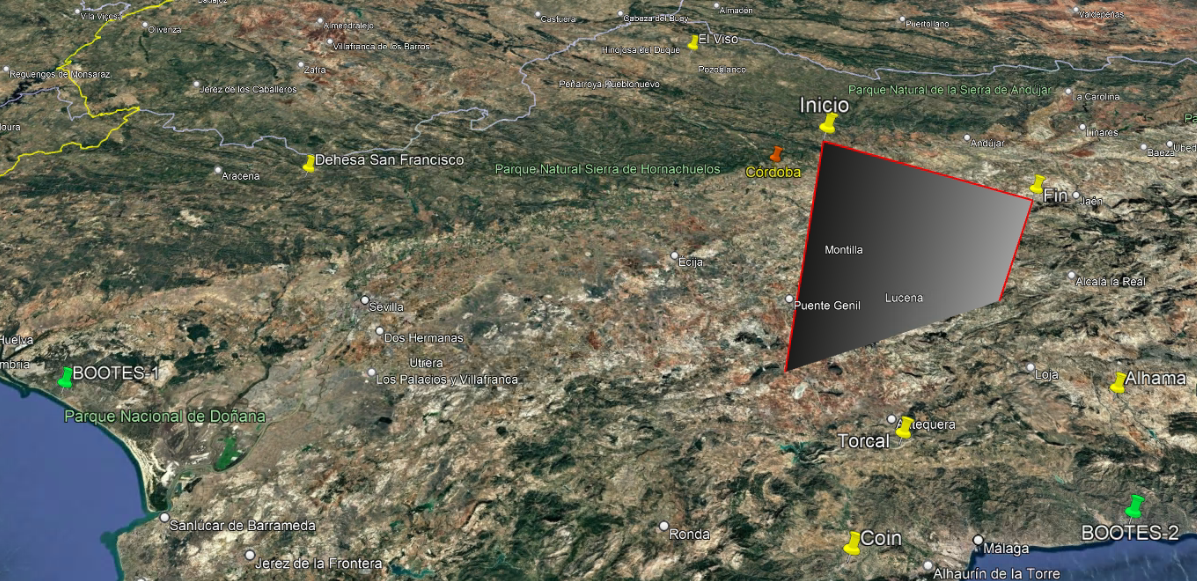 Vila Viçosa
Olivenza
Almendralejo
Castuera
Cabeza del Buey
Almadén
Puertollano
Valdepeñas
El Viso
Villafranca de los Barros
Hinojosa del Duque
Reguengos de Monsaraz
Zafra
Pozoblanco
Jerez de los Caballeros
Peñarroya Pueblonuevo
Parque Natural de la Sierra de Andújar
La Carolina
Inicio
Linares
Andújar
Baeza
Dehesa San Francisco
Parque Natural Sierra de Hornachuelos
Córdoba
Aracena
Fin
Jaén
Montilla
Écija
Alcalá la Real
Lucena
Puente Genil
Sevilla
Dos Hermanas
Utrera
Huelva
BOOTES-1
Los Palacios y Villafranca
Loja
Alhama
Parque Nacional de Doñana
Antequera
Torcal
Sanlúcar de Barrameda
Ronda
BOOTES-2
Coin
Málaga
Jerez de la Frontera
Alhaurín de la Torre